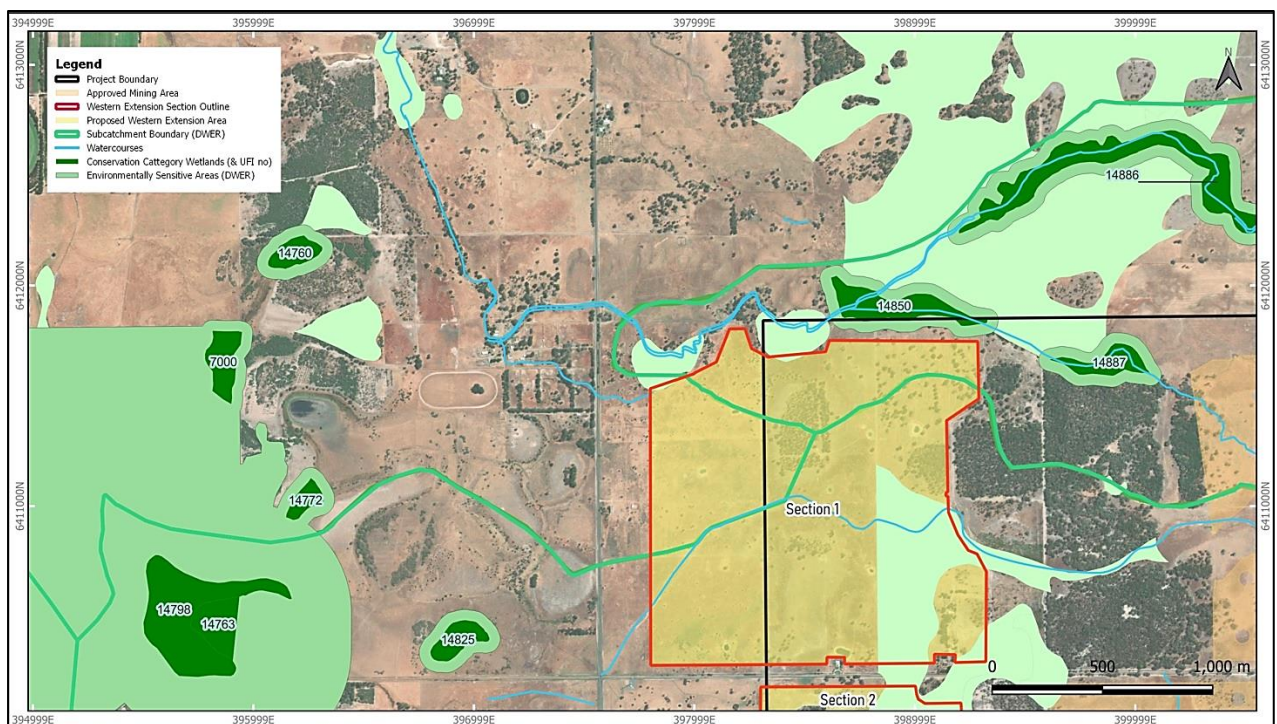 394999E 395999E 396999E 397999E 398999E 399999E
6413000N 6413000N
N
Legend
Project Boundary
Approved Mining Area
Western Extension Section Outline
Proposed Western Extension Area
Subcatchment Boundary (DWER)
Watercourses
Conservation Cattegory Wetlands (& UFI no)
Environmentally Sensitive Areas (DWER)
14886
14760
6412000N 6412000N
14850
7000
14887
14772
6411000N 6411000N
Section 1
14798
14763
14825
0 500 1,000 m
Section 2
394999E 395999E 396999E 397999E 398999E 399999E